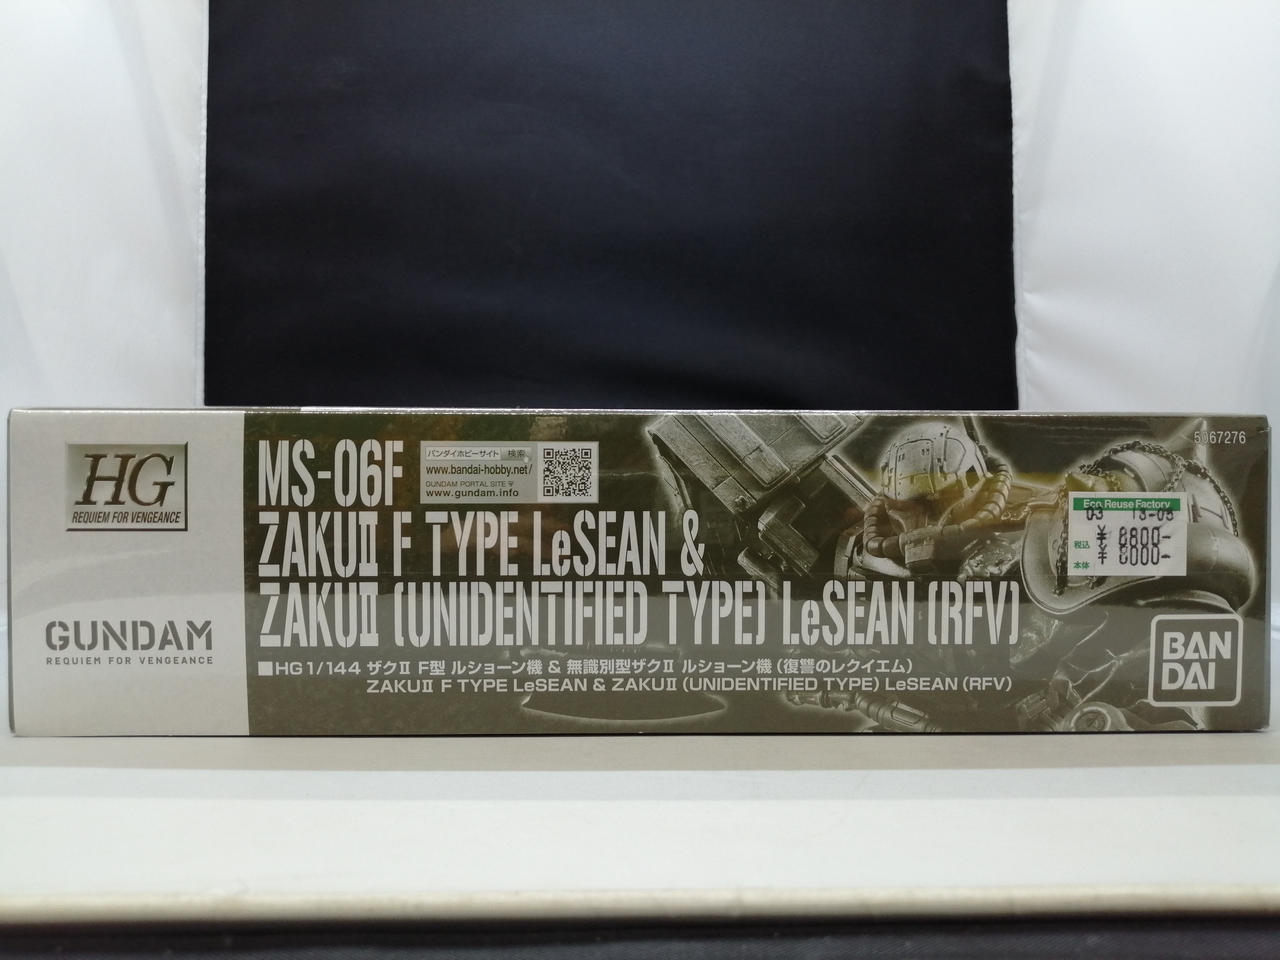 HG
REQUIEM FOR VENGEANCE
GUNDAM
REQUIEM FOR VENGEANCE
MS-06F
バンダイホビーサイト 検索
www.bandai-hobby.net/
GUNDAM PORTAL SITE
www.gundam.info
ZAKUⅡ F TYPE LeSEAN &
ZAKUⅡ (UNIDENTIFIED TYPE) LeSEAN (RFV)
■HG1/144 ザクⅡ F型 ルショーン機 & 無識別型ザクⅡ ルショーン機 (復讐のレクイエム)
ZAKUⅡ F TYPE LeSEAN & ZAKUⅡ (UNIDENTIFIED TYPE) LeSEAN (RFV)
5067276
Eco Reuse Factory
税込 ¥
本体 ¥
BAN
DAI